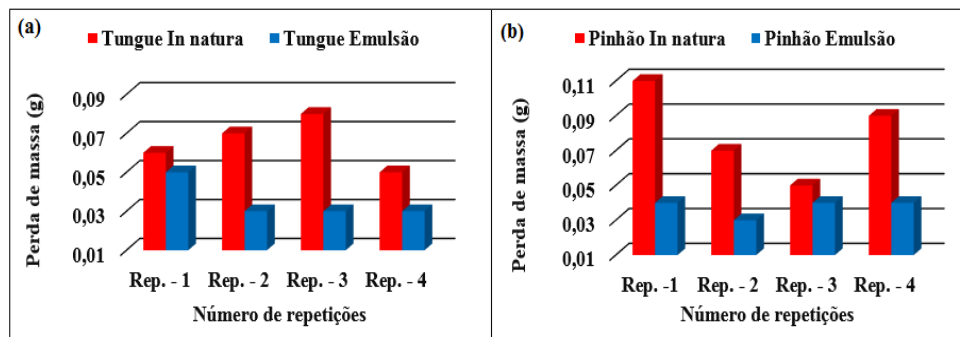 (a)
Tungue In natura Tungue Emulsão
Perda de massa (g)
0,09
0,07
0,05
0,03
0,01
Rep. - 1 Rep. - 2 Rep. - 3 Rep. - 4
Número de repetições
(b)
Pinhão In natura Pinhão Emulsão
Perda de massa (g)
0,11
0,09
0,07
0,05
0,03
0,01
Rep. -1 Rep. - 2 Rep. - 3 Rep. - 4
Número de repetições